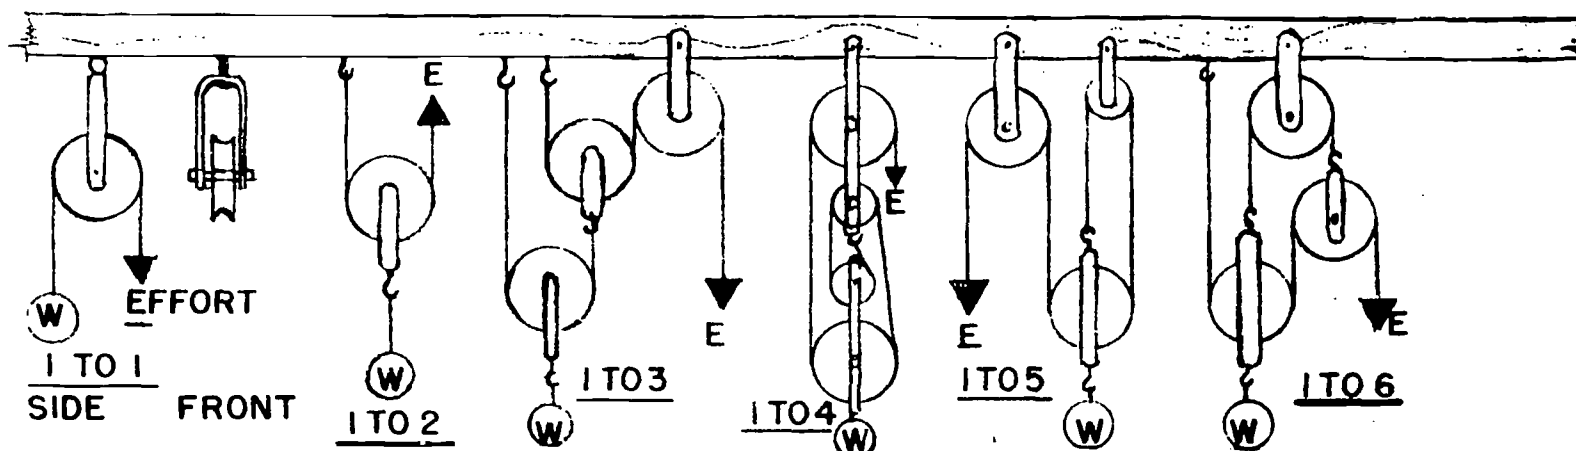 W
EFFORT
1 TO 1
SIDE
FRONT
E
W
1 TO 2
E
W
1 TO 3
E
W
1 TO 4
E
W
1 TO 5
E
W
1 TO 6